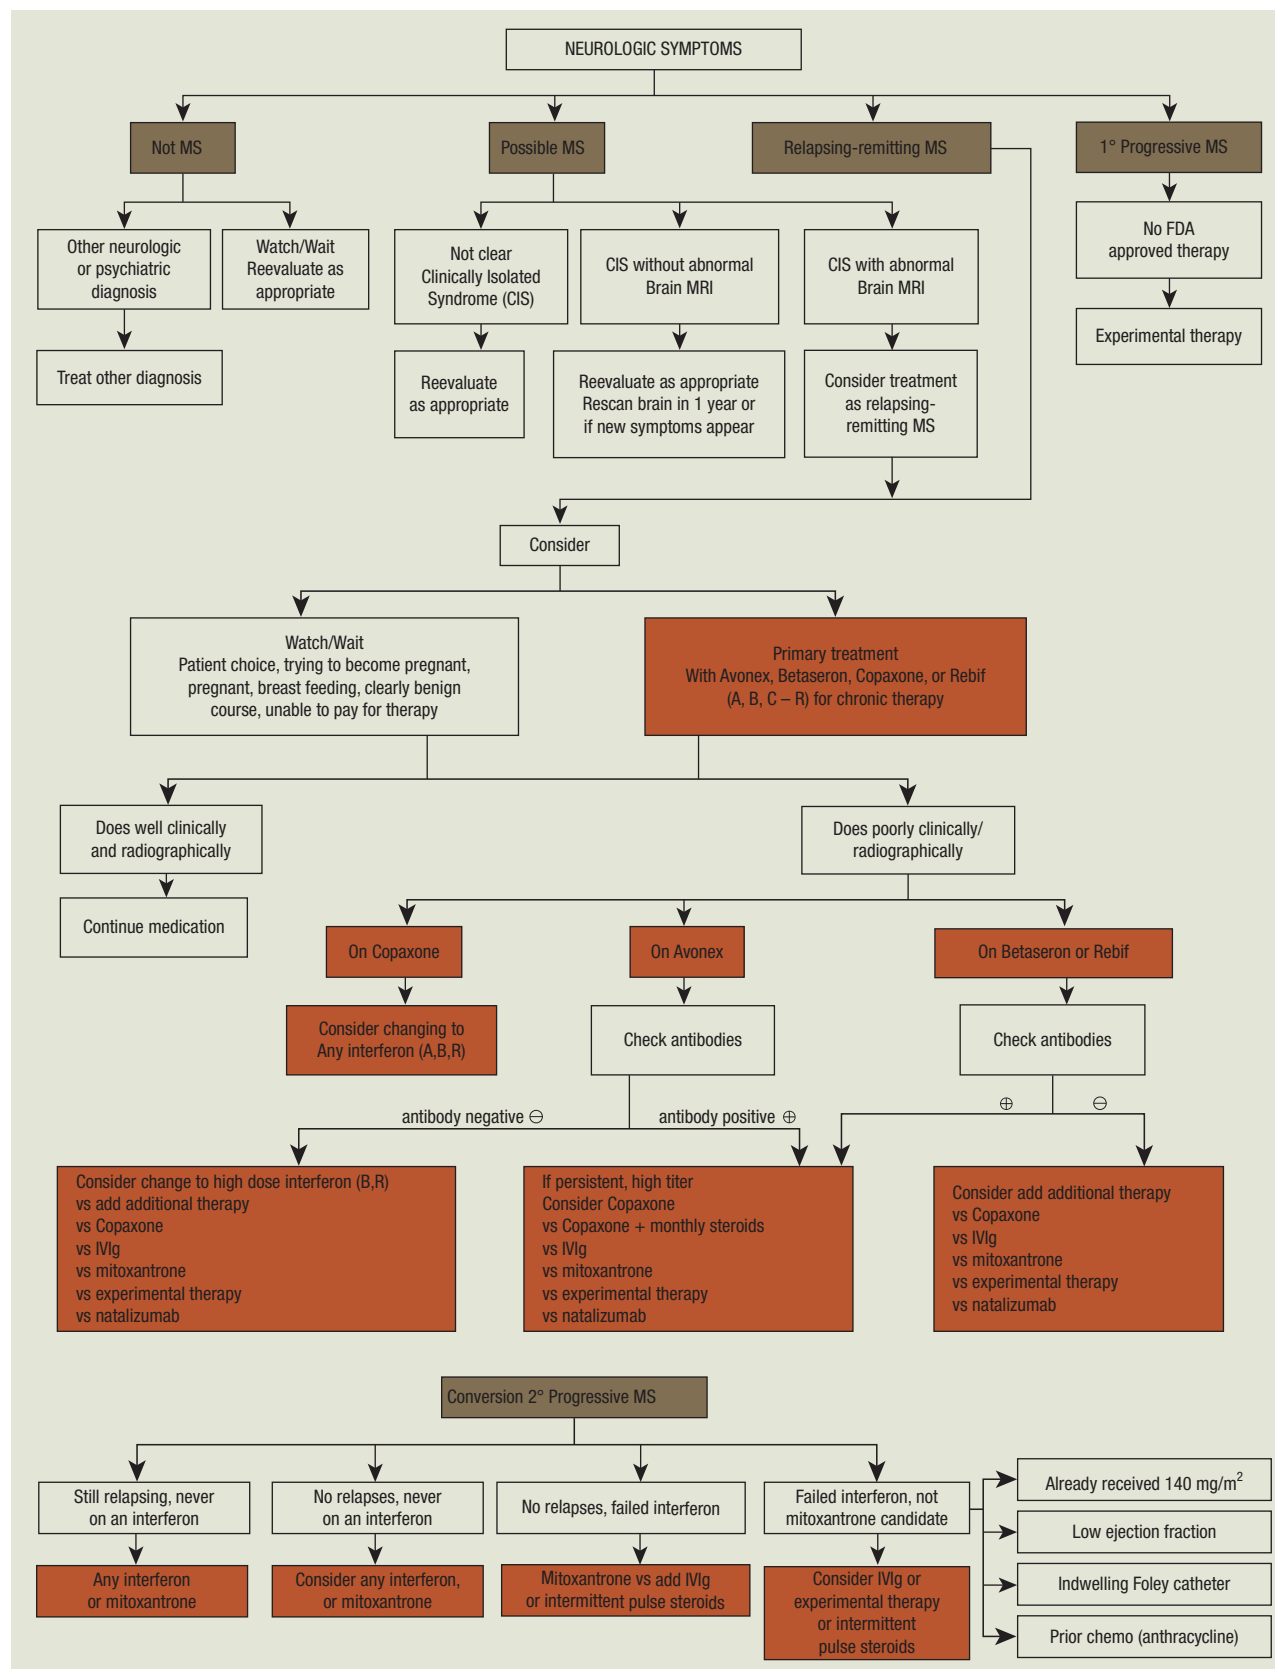 NEUROLOGIC SYMPTOMS
Not MS
Possible MS
Relapsing-remitting MS
1° Progressive MS
Other neurologic
or psychiatric
diagnosis
Watch/Wait
Reevaluate as
appropriate
Not clear
Clinically Isolated
Syndrome (CIS)
CIS without abnormal
Brain MRI
CIS with abnormal
Brain MRI
No FDA
approved therapy
Treat other diagnosis
Reevaluate
as appropriate
Reevaluate as appropriate
Rescan brain in 1 year or
if new symptoms appear
Consider treatment
as relapsing-
remitting MS
Experimental therapy
Consider
Watch/Wait
Patient choice, trying to become pregnant,
pregnant, breast feeding, clearly benign
course, unable to pay for therapy
Primary treatment
With Avonex, Betaseron, Copaxone, or Rebif
(A, B, C – R) for chronic therapy
Does well clinically
and radiographically
Does poorly clinically/
radiographically
Continue medication
On Copaxone
On Avonex
On Betaseron or Rebif
Consider changing to
Any interferon (A,B,R)
Check antibodies
Check antibodies
antibody negative ⊖
antibody positive ⊕
⊕
⊖
Consider change to high dose interferon (B,R)
vs add additional therapy
vs Copaxone
vs IVIg
vs mitoxantrone
vs experimental therapy
vs natalizumab
If persistent, high titer
Consider Copaxone
vs Copaxone + monthly steroids
vs IVIg
vs mitoxantrone
vs experimental therapy
vs natalizumab
Consider add additional therapy
vs Copaxone
vs IVIg
vs mitoxantrone
vs experimental therapy
vs natalizumab
Conversion 2° Progressive MS
Still relapsing, never
on an interferon
No relapses, never
on an interferon
No relapses, failed interferon
Failed interferon, not
mitoxantrone candidate
Already received 140 mg/m²
Low ejection fraction
Indwelling Foley catheter
Prior chemo (anthracycline)
Any interferon
or mitoxantrone
Consider any interferon,
or mitoxantrone
Mitoxantrone vs add IVIg
or intermittent pulse steroids
Consider IVIg or
experimental therapy
or intermittent
pulse steroids